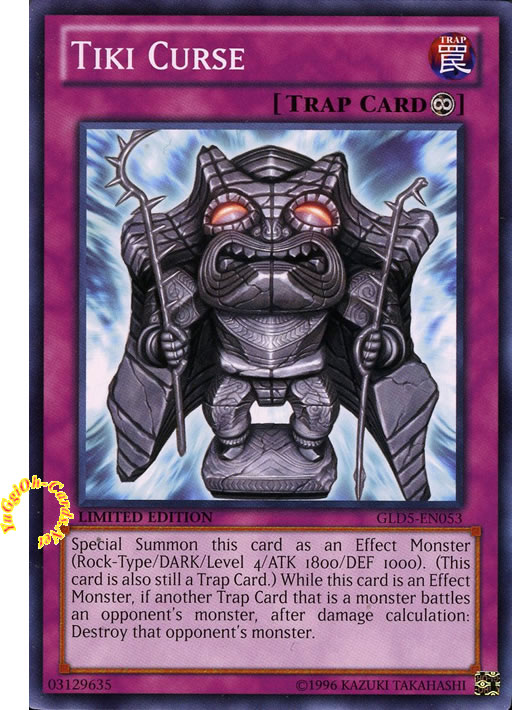 TIKI CURSE
TRAP
罠
[TRAP CARD∞]
LIMITED EDITION
GLD5-EN053
Special Summon this card as an Effect Monster
(Rock-Type/DARK/Level 4/ATK 1800/DEF 1000). (This
card is also still a Trap Card.) While this card is an Effect
Monster, if another Trap Card that is a monster battles
an opponent's monster, after damage calculation:
Destroy that opponent's monster.
03129635
©1996 KAZUKI TAKAHASHI
YuGgiOh-Cards.Net